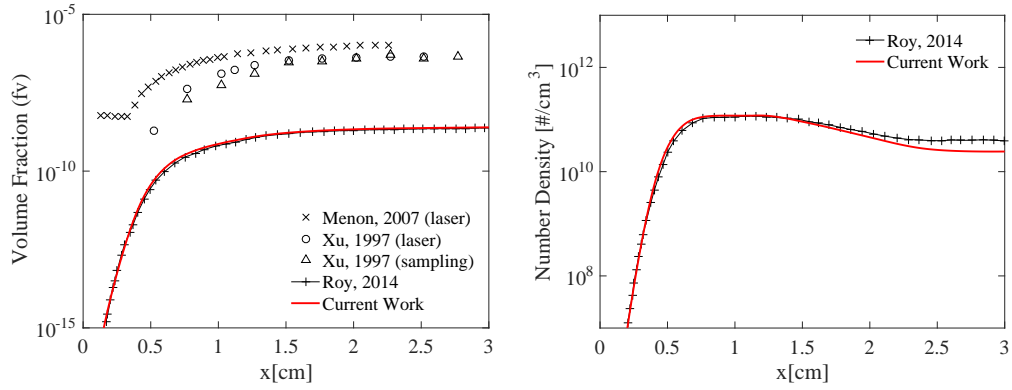 10^-5
10^-10
10^-15
Volume Fraction (fv)
Menon, 2007 (laser)
Xu, 1997 (laser)
Xu, 1997 (sampling)
Roy, 2014
Current Work
0 0.5 1 1.5 2 2.5 3
x[cm]
10^12
10^10
10^8
Number Density [#/cm^3]
Roy, 2014
Current Work
0 0.5 1 1.5 2 2.5 3
x[cm]